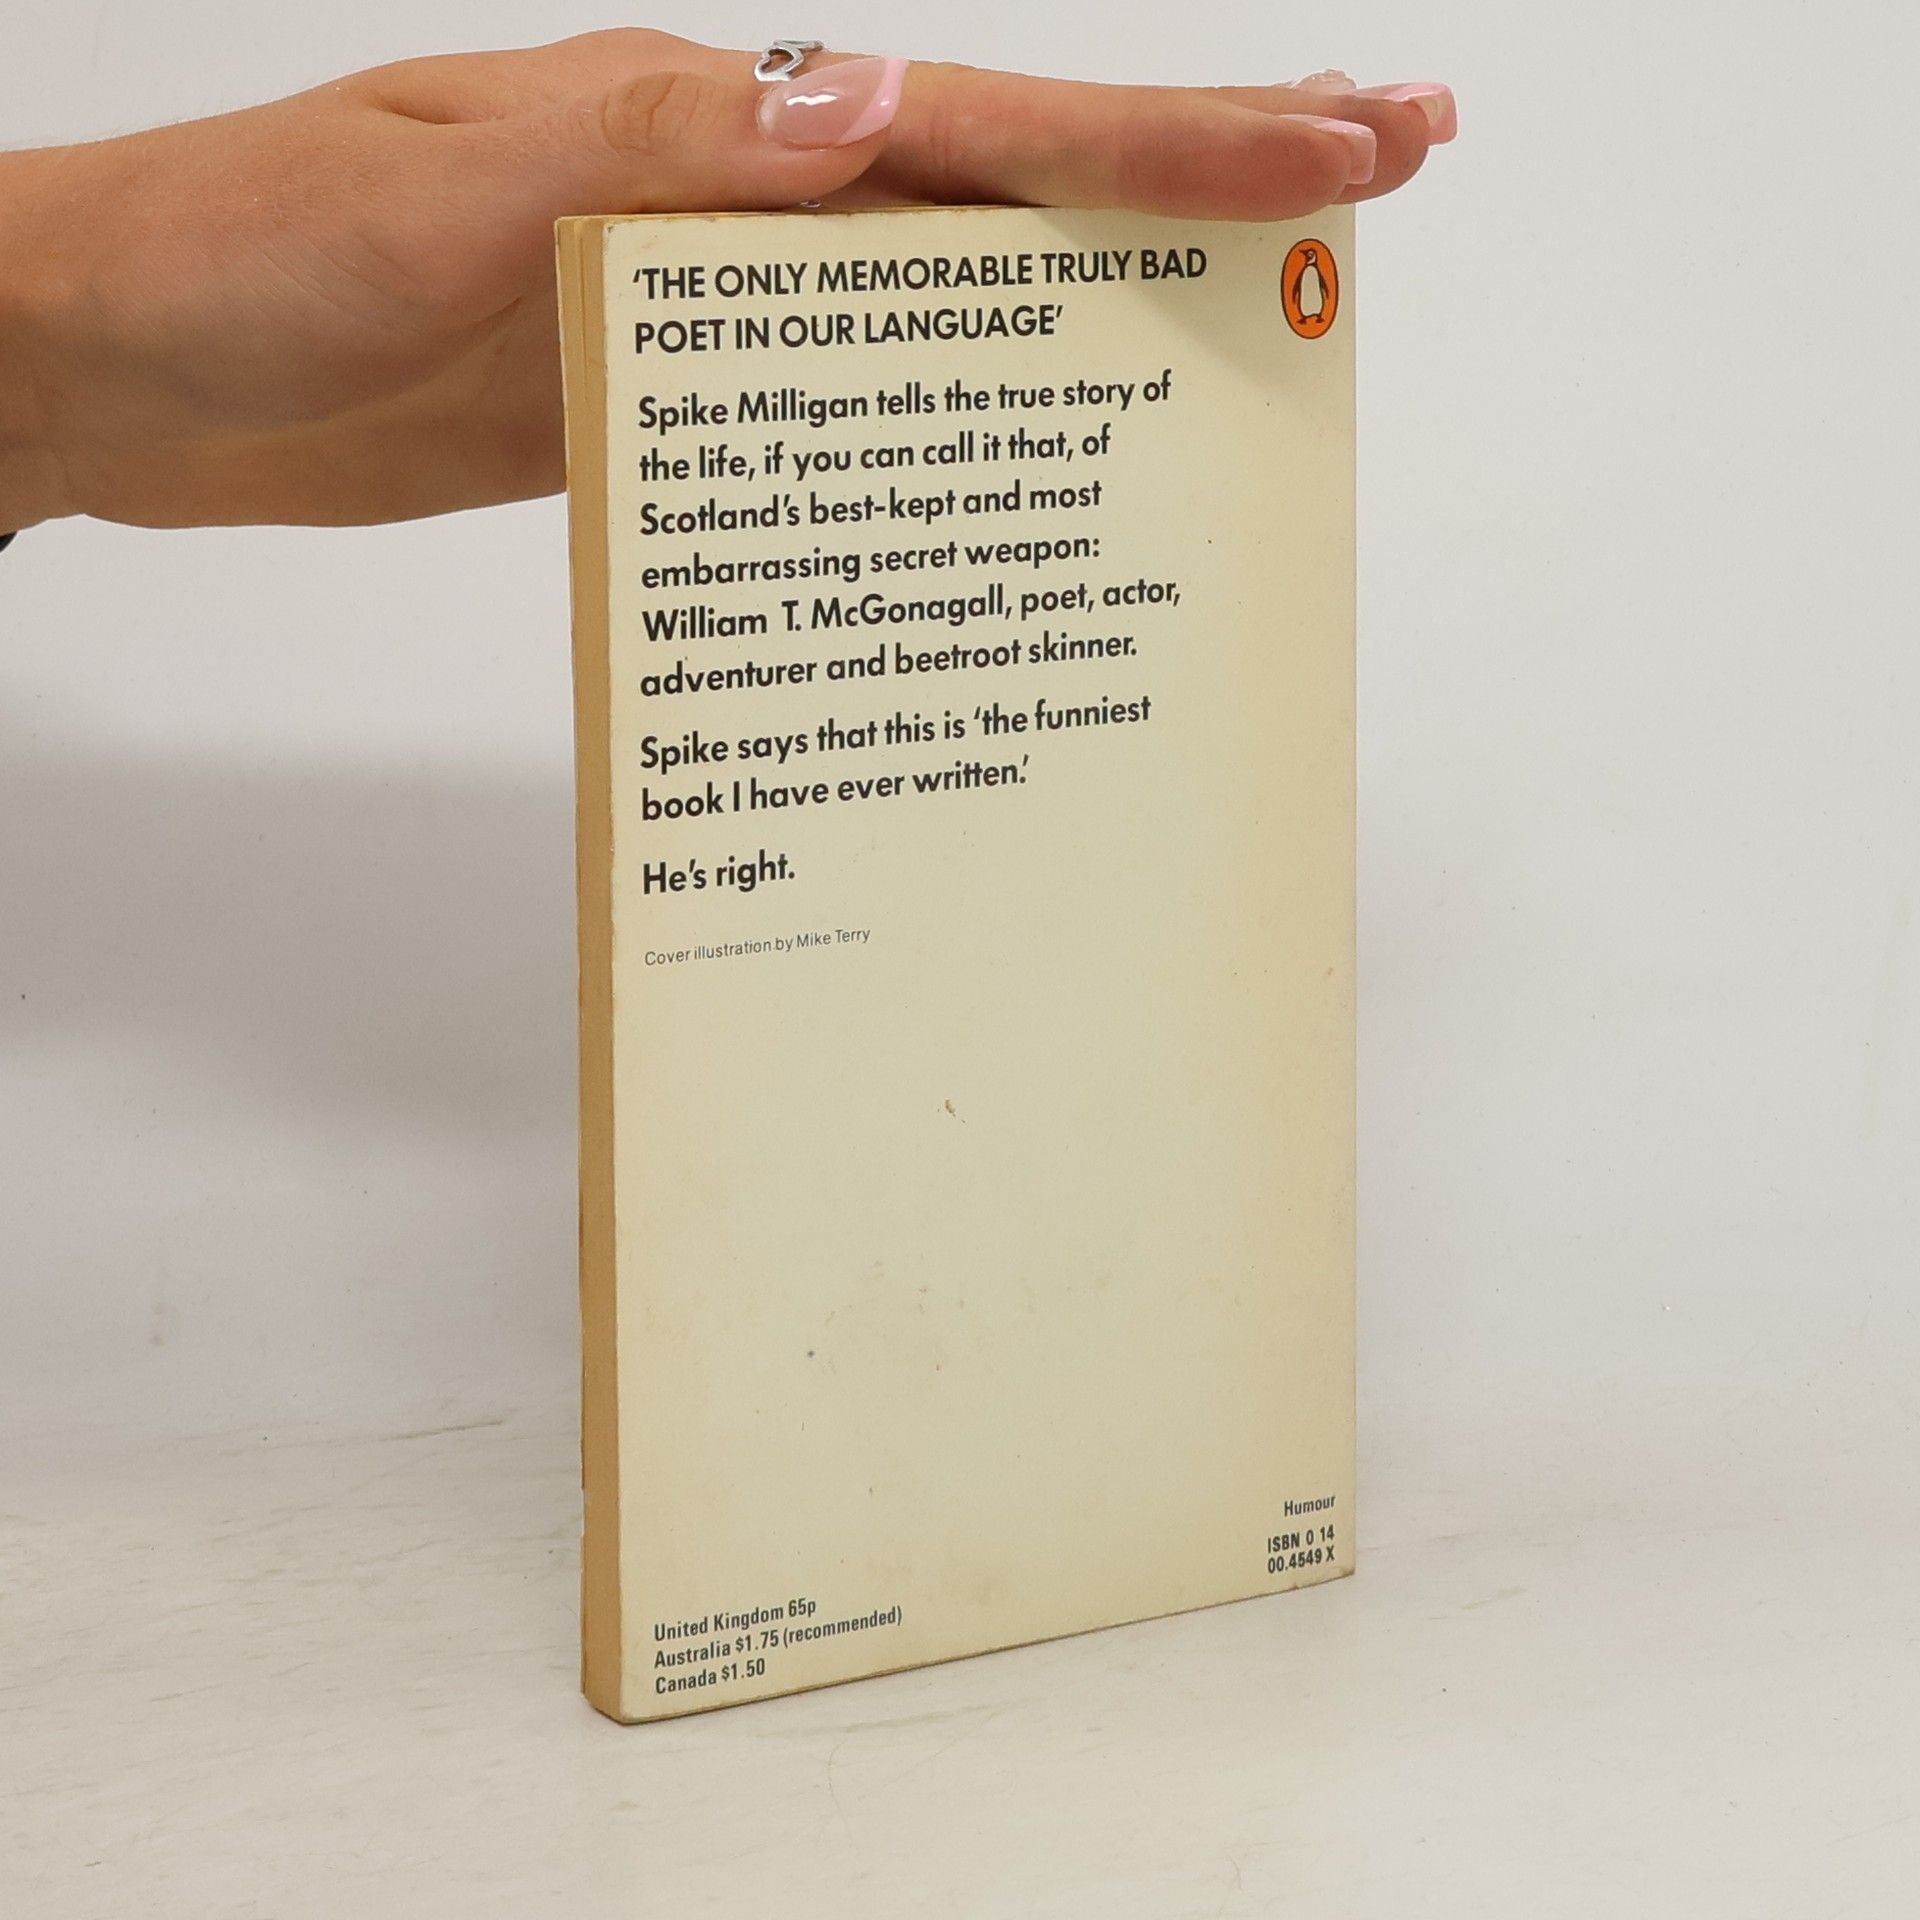 ‘THE ONLY MEMORABLE TRULY BAD
POET IN OUR LANGUAGE’
Spike Milligan tells the true story of
the life, if you can call it that, of
Scotland’s best-kept and most
embarrassing secret weapon:
William T. McGonagall, poet, actor,
adventurer and beetroot skinner.
Spike says that this is ‘the funniest
book I have ever written.’
He’s right.
Cover illustration by Mike Terry
United Kingdom 65p
Australia $1.75 (recommended)
Canada $1.50
Humour
ISBN 0 14
00.4549 X